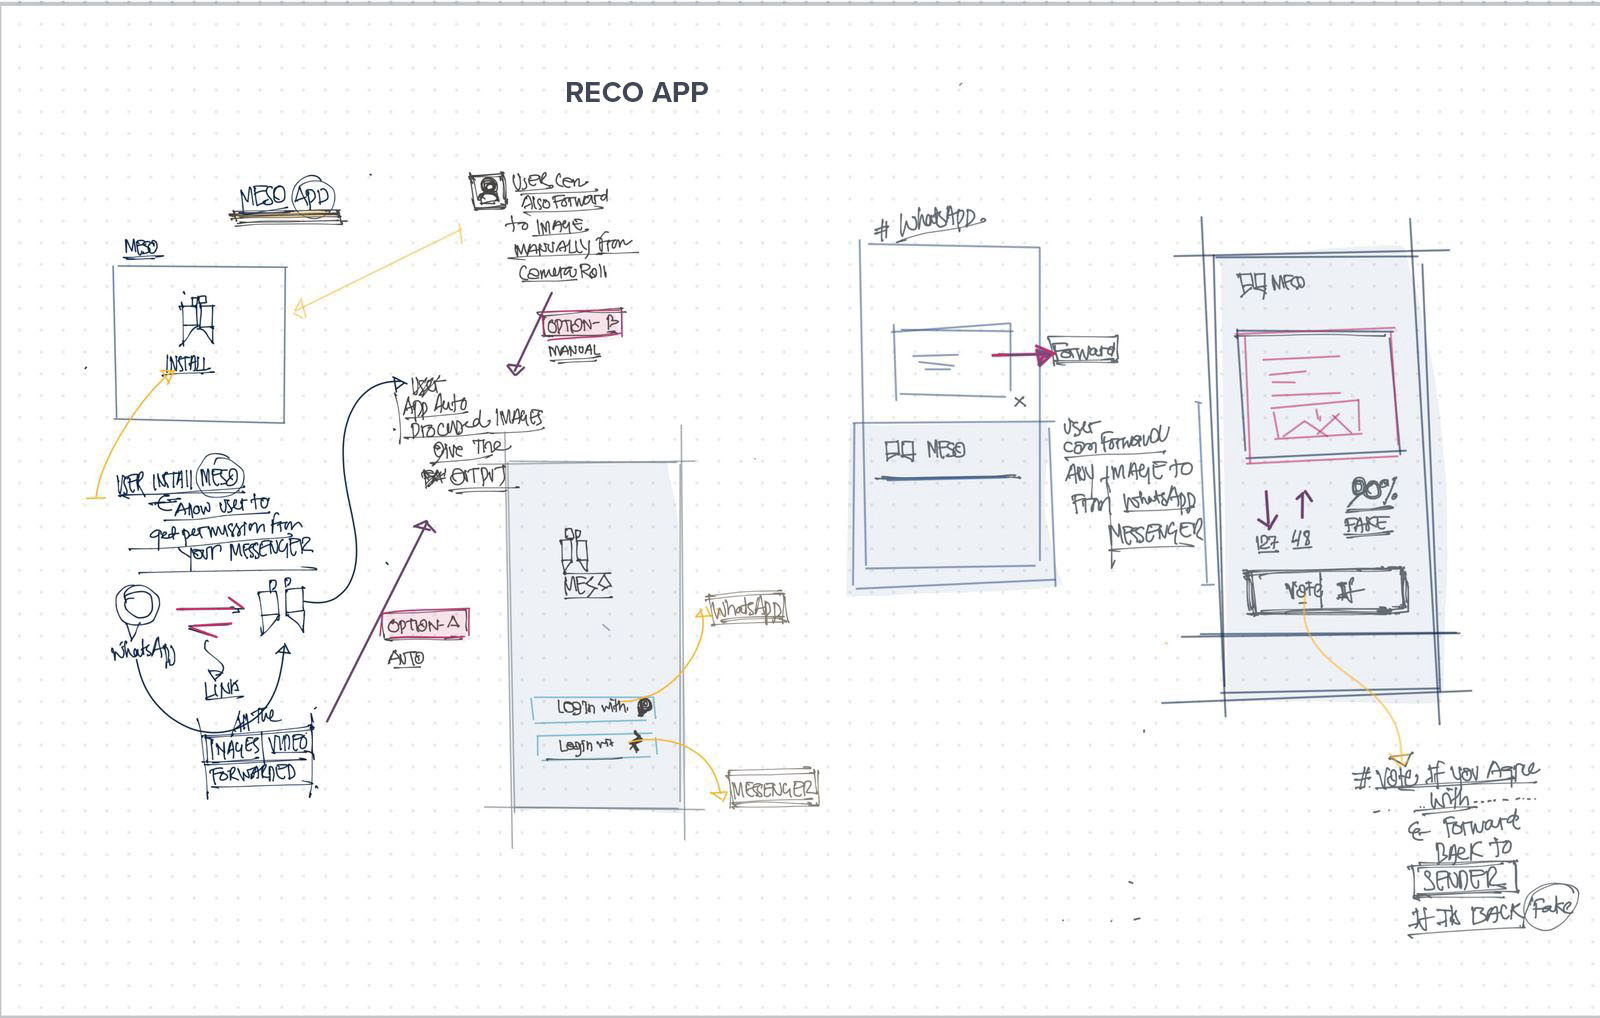 RECO APP
MESO APP
MESO
INSTALL
USER INSTALL MESO
Allow user to
get permission from
YOUR MESSENGER
WhatsApp
LINK
All The
IMAGES VIDEO
FORWARDED
USER Can
Also Forward
to IMAGE
MANUALLY From
Camera Roll
OPTION- B
MANUAL
User
App Auto
IMAGES
Give The
OUTPUT
OPTION-A
AUTO
MESO
Login with
Login wit
WhatsApp
MESSENGER
# WhatsApp.
Forward
x
MESO
User
can Forward
ANY IMAGE TO
From WhatsApp
MESSENGER
MESO
127 48
90%
FAKE
Vote If
# Vote, If You Agree
with
Forward
BACK TO
SENDER
If Its BACK Fake